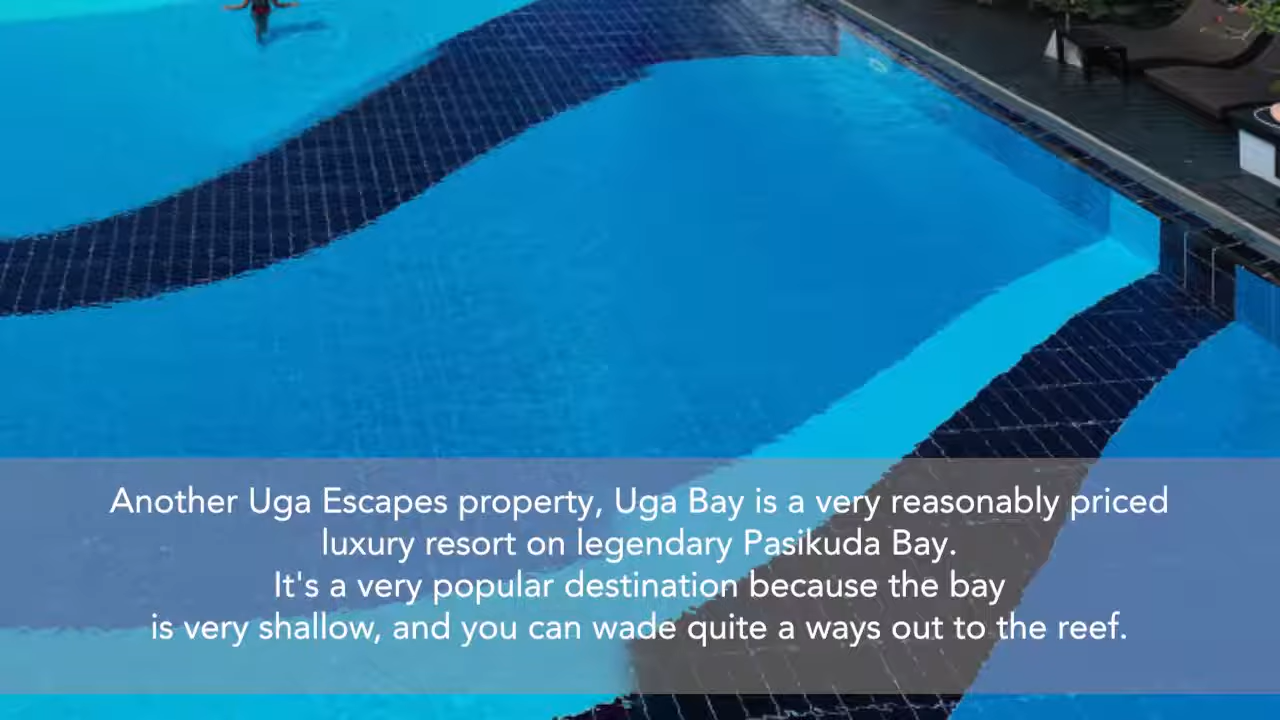 Another Uga Escapes property, Uga Bay is a very reasonably priced
luxury resort on legendary Pasikuda Bay.
It's a very popular destination because the bay
is very shallow, and you can wade quite a ways out to the reef.